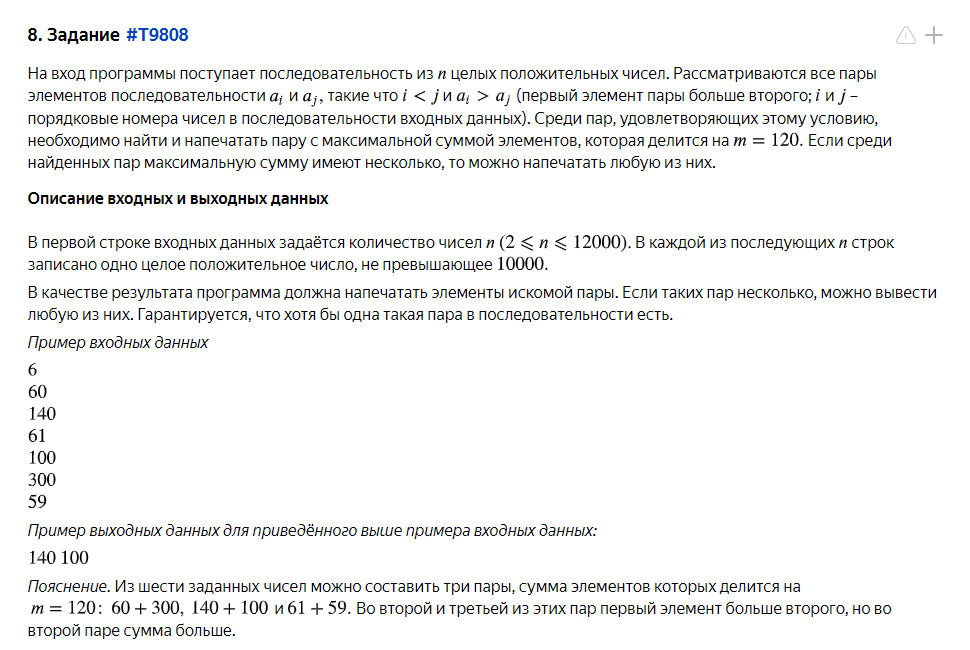 8. Задание #T9808
На вход программы поступает последовательность из n целых положительных чисел. Рассматриваются все пары
элементов последовательности aᵢ и aⱼ, такие что i < j и aᵢ > aⱼ (первый элемент пары больше второго; i и j –
порядковые номера чисел в последовательности входных данных). Среди пар, удовлетворяющих этому условию,
необходимо найти и напечатать пару с максимальной суммой элементов, которая делится на m = 120. Если среди
найденных пар максимальную сумму имеют несколько, то можно напечатать любую из них.
Описание входных и выходных данных
В первой строке входных данных задаётся количество чисел n (2 ⩽ n ⩽ 12000). В каждой из последующих n строк
записано одно целое положительное число, не превышающее 10000.
В качестве результата программа должна напечатать элементы искомой пары. Если таких пар несколько, можно вывести
любую из них. Гарантируется, что хотя бы одна такая пара в последовательности есть.
Пример входных данных
6
60
140
61
100
300
59
Пример выходных данных для приведённого выше примера входных данных:
140 100
Пояснение. Из шести заданных чисел можно составить три пары, сумма элементов которых делится на
m = 120: 60 + 300, 140 + 100 и 61 + 59. Во второй и третьей из этих пар первый элемент больше второго, но во
второй паре сумма больше.